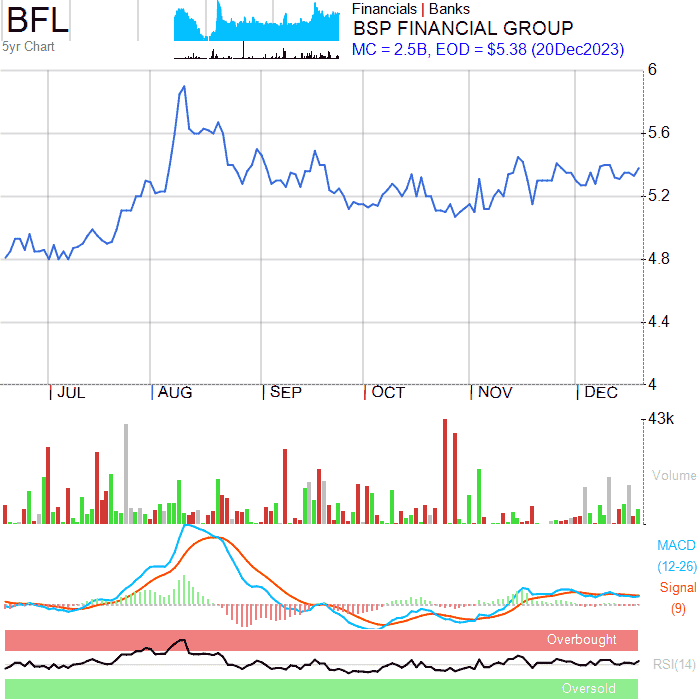 BFL
5yr Chart
Financials | Banks
BSP FINANCIAL GROUP
MC = 2.5B, EOD = $5.38 (20Dec2023)
6
5.6
5.2
4.8
4.4
4
JUL AUG SEP OCT NOV DEC
43k
Volume
MACD
(12-26)
Signal
(9)
Overbought
RSI(14)
Oversold